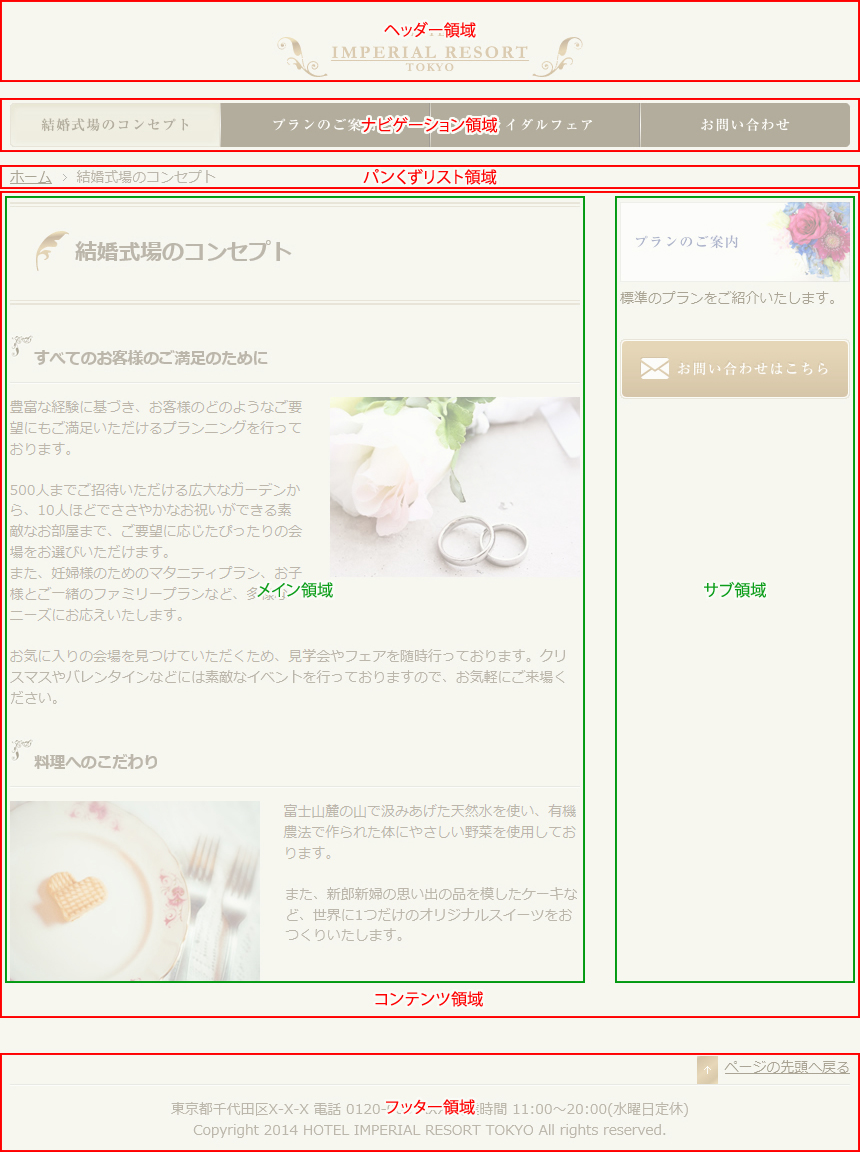 ヘッダー領域
IMPERIAL RESORT
TOKYO
結婚式場のコンセプト
プランのご案
ナビゲーション領域
イダルフェア
お問い合わせ
ホーム > 結婚式場のコンセプト
パンくずリスト領域
結婚式場のコンセプト
すべてのお客様のご満足のために
豊富な経験に基づき、お客様のどのようなご要
望にもご満足いただけるプランニングを行って
おります。
500人までご招待いただける広大なガーデンか
ら、10人ほどでささやかなお祝いができる素
敵なお部屋まで、ご要望に応じたぴったりの会
場をお選びいただけます。
また、妊婦様のためのマタニティプラン、お子
様とご一緒のファミリープランなど、多様な
ニーズにお応えいたします。
メイン領域
お気に入りの会場を見つけていただくため、見学会やフェアを随時行っております。クリ
スマスやバレンタインなどには素敵なイベントを行っておりますので、お気軽にご来場く
ださい。
料理へのこだわり
富士山麓の山で汲みあげた天然水を使い、有機
農法で作られた体にやさしい野菜を使用してお
ります。
また、新郎新婦の思い出の品を模したケーキな
ど、世界に1つだけのオリジナルスイーツをお
つくりいたします。
プランのご案内
標準のプランをご紹介いたします。
お問い合わせはこちら
サブ領域
コンテンツ領域
ページの先頭へ戻る
東京都千代田区X-X-X 電話 0120-
フッター領域
時間 11:00～20:00(水曜日定休)
Copyright 2014 HOTEL IMPERIAL RESORT TOKYO All rights reserved.